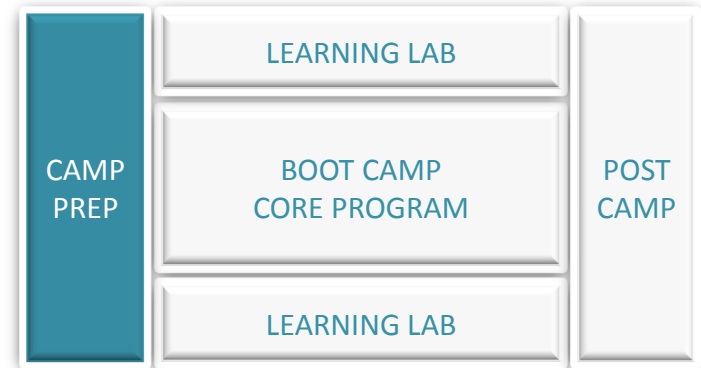 CAMP
PREP
LEARNING LAB
BOOT CAMP
CORE PROGRAM
LEARNING LAB
POST
CAMP